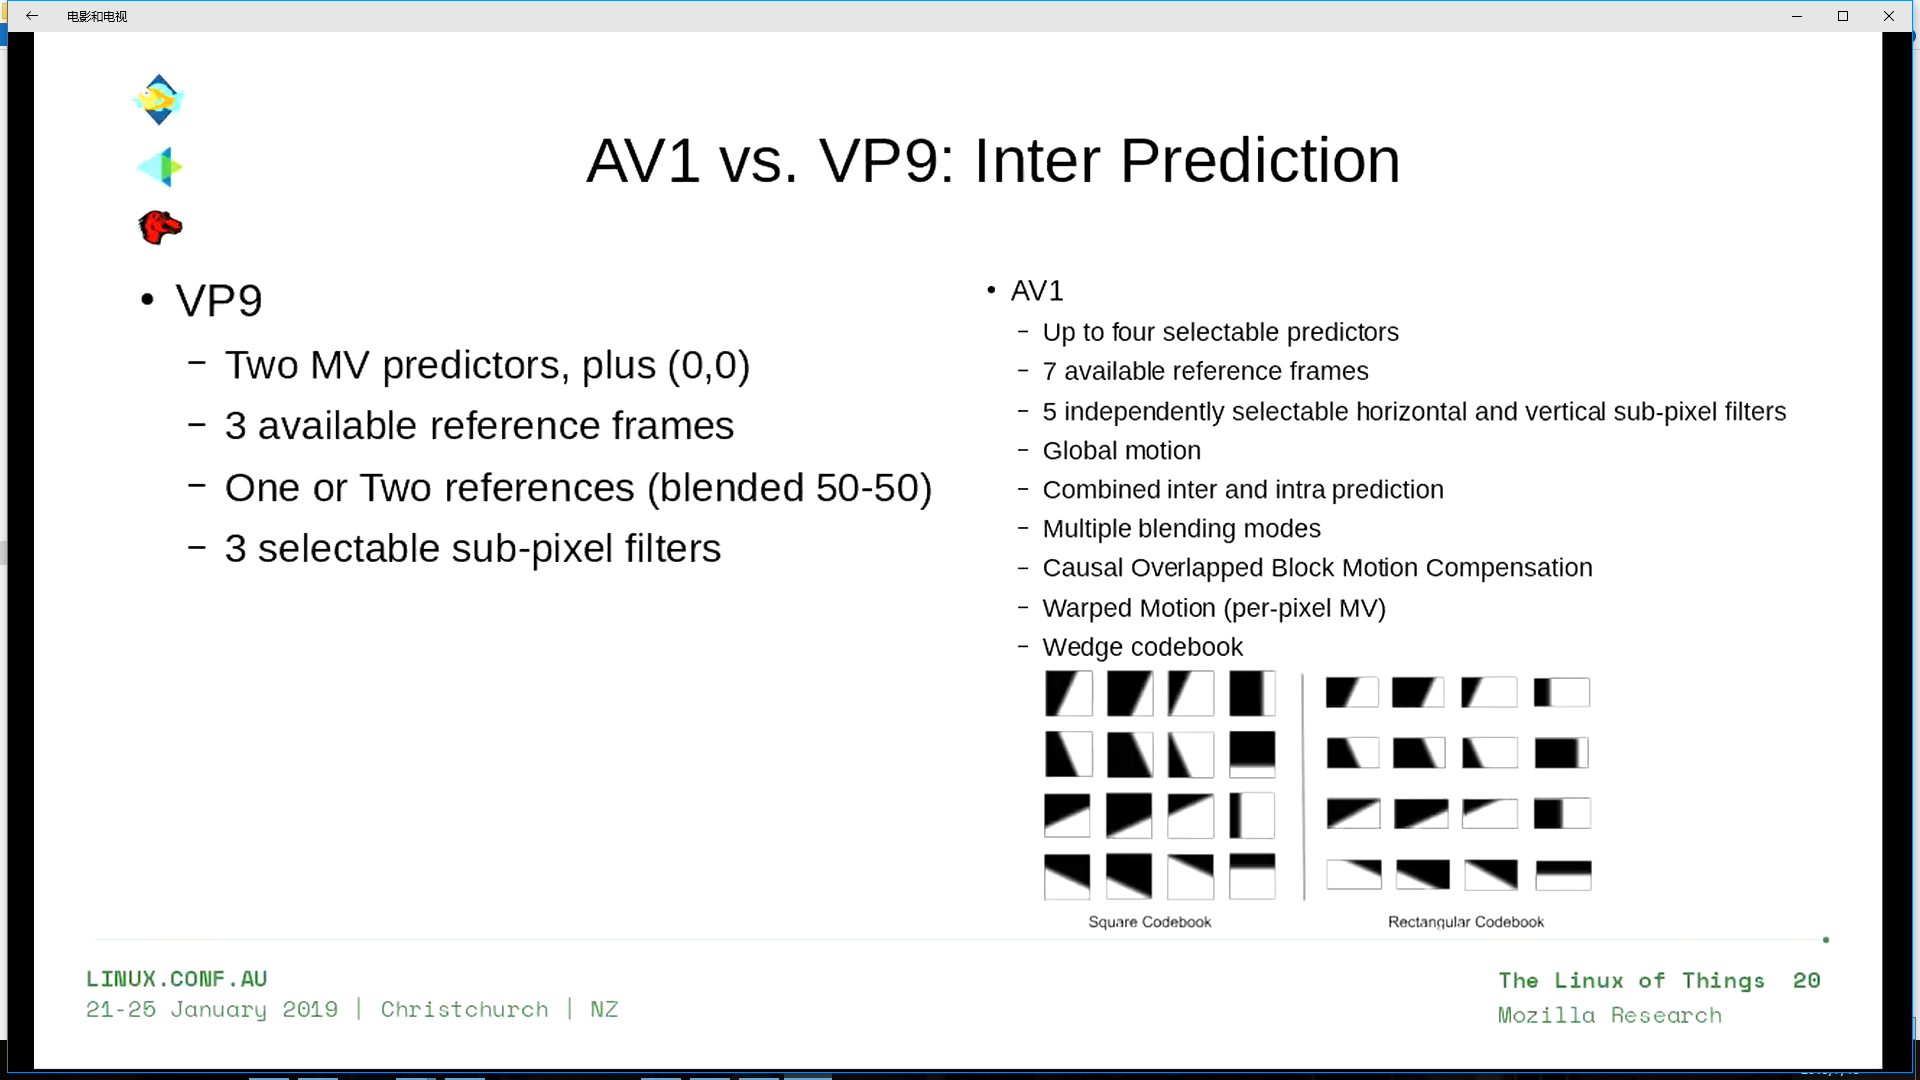 电影和电视
AV1 vs. VP9: Inter Prediction
• VP9
– Two MV predictors, plus (0,0)
– 3 available reference frames
– One or Two references (blended 50-50)
– 3 selectable sub-pixel filters
• AV1
– Up to four selectable predictors
– 7 available reference frames
– 5 independently selectable horizontal and vertical sub-pixel filters
– Global motion
– Combined inter and intra prediction
– Multiple blending modes
– Causal Overlapped Block Motion Compensation
– Warped Motion (per-pixel MV)
– Wedge codebook
Square Codebook
Rectangular Codebook
LINUX.CONF.AU
21-25 January 2019 | Christchurch | NZ
The Linux of Things 20
Mozilla Research